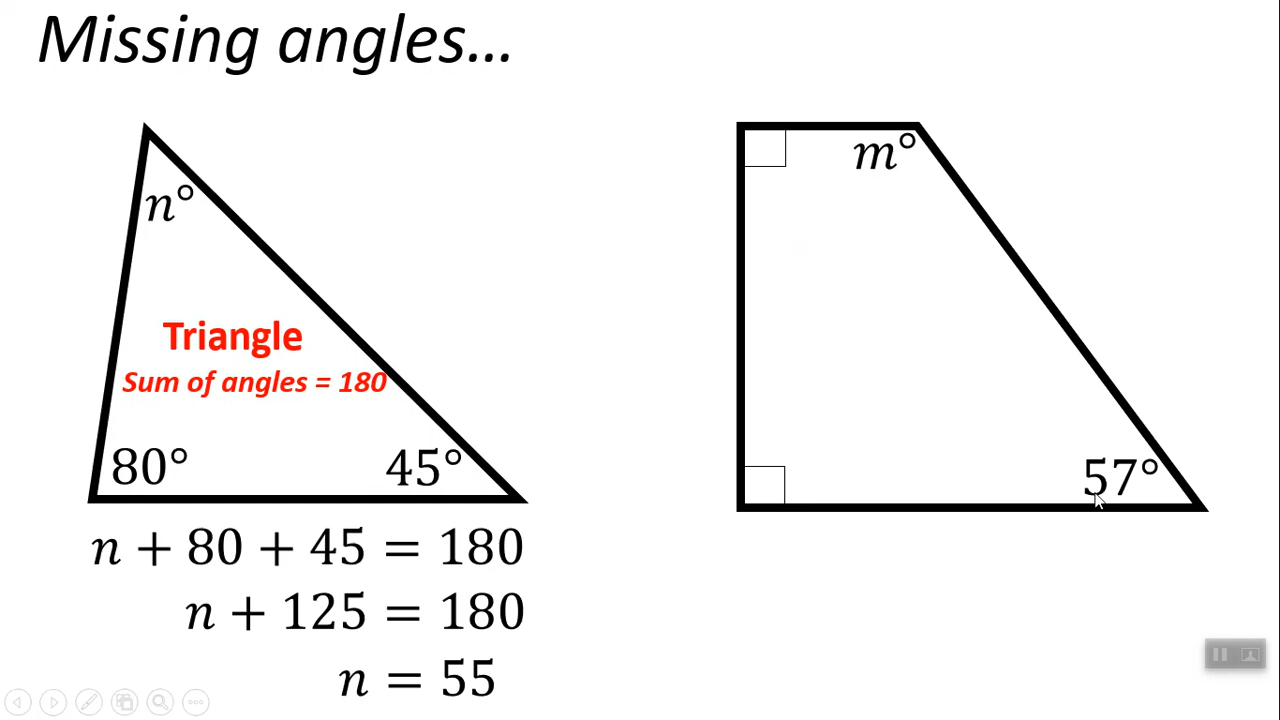 Missing angles...
n°
Triangle
Sum of angles = 180
80°
45°
n + 80 + 45 = 180
n + 125 = 180
n = 55
m°
57°